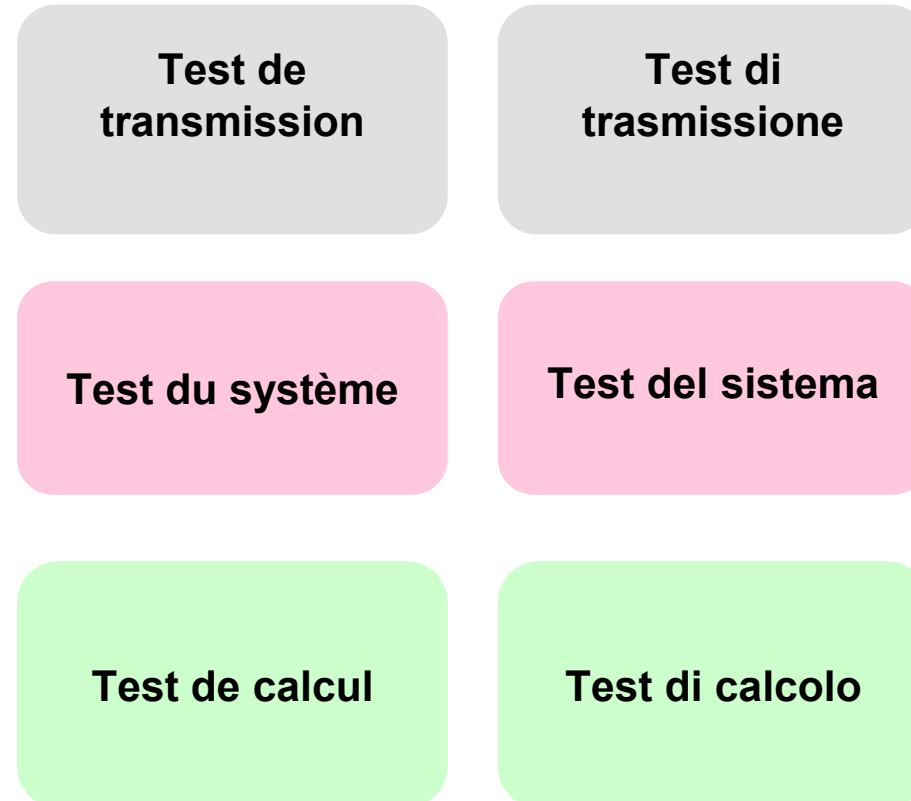 Test de
transmission
Test di
trasmissione
Test du système
Test del sistema
Test de calcul
Test di calcolo